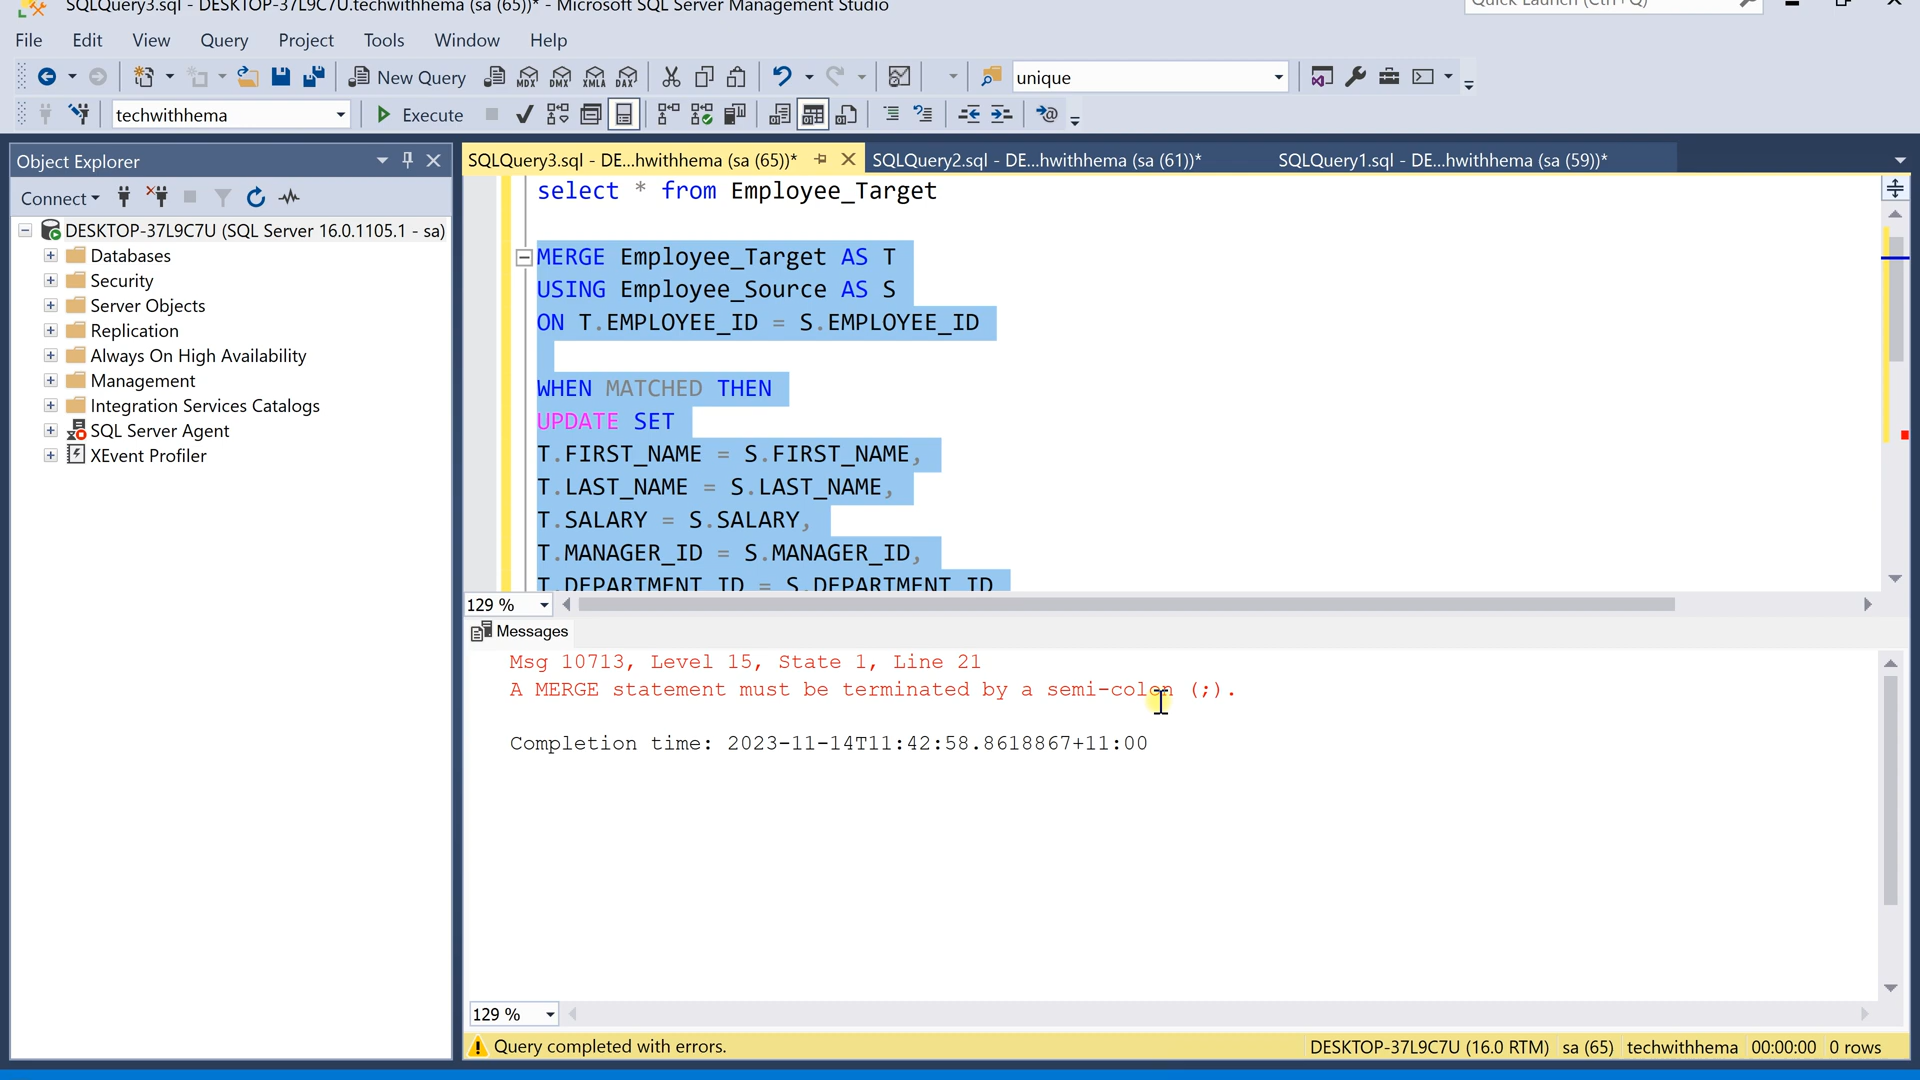 SQLQuery3.sql - DESKTOP-37L9C7U.techwithhema (sa (65))* - Microsoft SQL Server Management Studio
Quick Launch (Ctrl+Q)
File Edit View Query Project Tools Window Help
New Query MDX DMX XMLA DAX unique
techwithhema Execute
Object Explorer
Connect
DESKTOP-37L9C7U (SQL Server 16.0.1105.1 - sa)
Databases
Security
Server Objects
Replication
Always On High Availability
Management
Integration Services Catalogs
SQL Server Agent
XEvent Profiler
SQLQuery3.sql - DE...hwithhema (sa (65))* SQLQuery2.sql - DE...hwithhema (sa (61))* SQLQuery1.sql - DE...hwithhema (sa (59))*
select * from Employee_Target
MERGE Employee_Target AS T
USING Employee_Source AS S
ON T.EMPLOYEE_ID = S.EMPLOYEE_ID
WHEN MATCHED THEN
UPDATE SET
T.FIRST_NAME = S.FIRST_NAME,
T.LAST_NAME = S.LAST_NAME,
T.SALARY = S.SALARY,
T.MANAGER_ID = S.MANAGER_ID,
T.DEPARTMENT_ID = S.DEPARTMENT_ID
129 %
Messages
Msg 10713, Level 15, State 1, Line 21
A MERGE statement must be terminated by a semi-colon (;).
Completion time: 2023-11-14T11:42:58.8618867+11:00
129 %
Query completed with errors. DESKTOP-37L9C7U (16.0 RTM) sa (65) techwithhema 00:00:00 0 rows